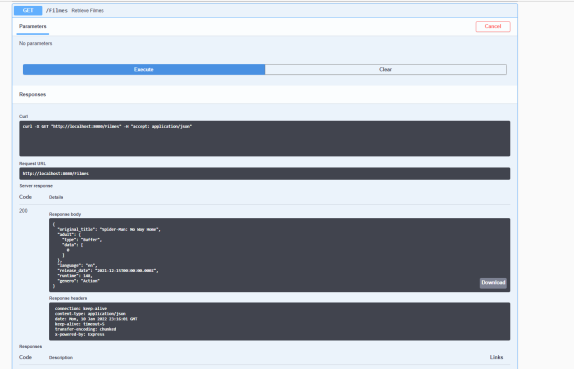 GET /Filmes Retrieve Filmes
Parameters
Cancel
No parameters
Execute
Clear
Responses
Curl
curl -X GET "http://localhost:8080/Filmes" -H "accept: application/json"
Request URL
http://localhost:8080/Filmes
Server response
Code Details
200
Response body
{
"original_title": "Spider-Man: No Way Home",
"adult": {
"type": "Buffer",
"data": [
0
]
},
"language": "en",
"release_date": "2021-12-15T00:00:00.000Z",
"runtime": 148,
"genero": "Action"
}
Download
Response headers
connection: keep-alive
content-type: application/json
date: Mon, 10 Jan 2022 23:16:01 GMT
keep-alive: timeout=5
transfer-encoding: chunked
x-powered-by: Express
Responses
Code Description Links